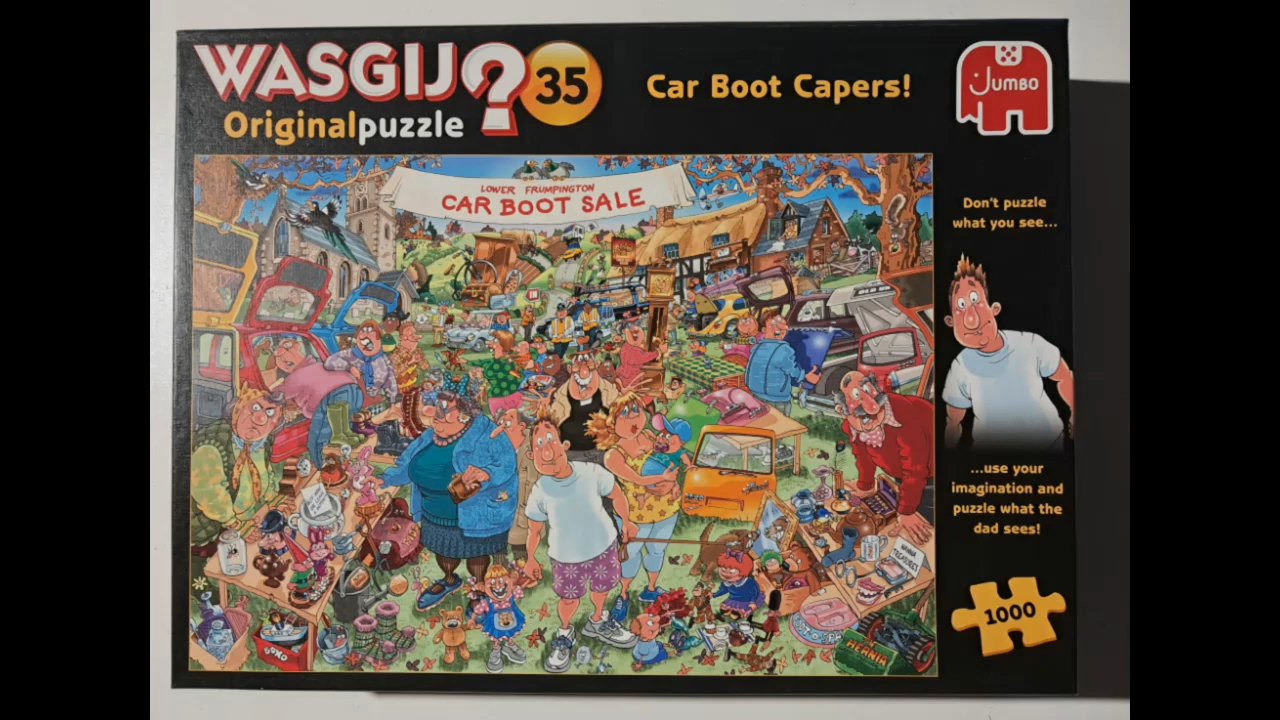 WASGIJ?
35
Originalpuzzle
Car Boot Capers!
JUMBO
LOWER FRUMPINGTON
CAR BOOT SALE
Don't puzzle
what you see...
...use your
imagination and
puzzle what the
dad sees!
1000
HERNIA